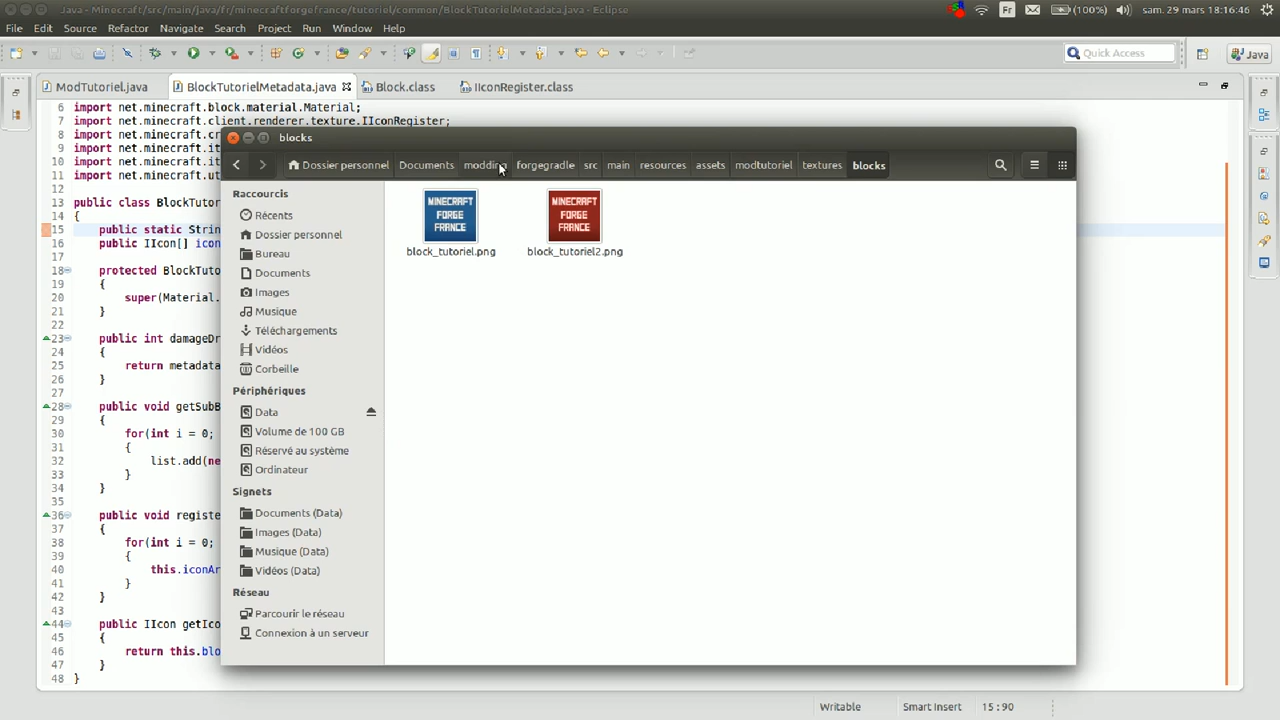 Java - Minecraft/src/main/java/fr/minecraftforgefrance/tutoriel/common/BlockTutorielMetadata.java - Eclipse
Fr
(100%)
sam. 29 mars 18:16:46
File Edit Source Refactor Navigate Search Project Run Window Help
Quick Access
Java
ModTutoriel.java
BlockTutorielMetadata.java
Block.class
IIconRegister.class
6 import net.minecraft.block.material.Material;
7 import net.minecraft.client.renderer.texture.IIconRegister;
8 import net.minecraft.cr
9 import net.minecraft.it
10 import net.minecraft.it
11 import net.minecraft.ut
12
13 public class BlockTutor
14 {
15 public static Strin
16 public IIcon[] icon
17
18 protected BlockTuto
19 {
20 super(Material.
21 }
22
23 public int damageDr
24 {
25 return metadata
26 }
27
28 public void getSubB
29 {
30 for(int i = 0;
31 {
32 list.add(ne
33 }
34 }
35
36 public void registe
37 {
38 for(int i = 0;
39 {
40 this.iconAr
41 }
42 }
43
44 public IIcon getIco
45 {
46 return this.blo
47 }
48 }
blocks
Dossier personnel Documents modding forgegradle src main resources assets modtutoriel textures blocks
Raccourcis
Récents
Dossier personnel
Bureau
Documents
Images
Musique
Téléchargements
Vidéos
Corbeille
Périphériques
Data
Volume de 100 GB
Réservé au système
Ordinateur
Signets
Documents (Data)
Images (Data)
Musique (Data)
Vidéos (Data)
Réseau
Parcourir le réseau
Connexion à un serveur
MINECRAFT
FORGE
FRANCE
block_tutoriel.png
MINECRAFT
FORGE
FRANCE
block_tutoriel2.png
Writable
Smart Insert
15 : 90